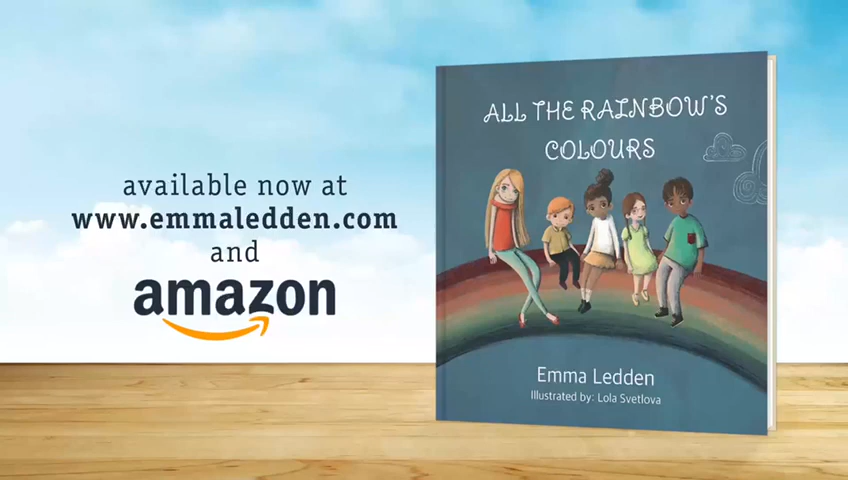 available now at
www.emmaledden.com
and
amazon
ALL THE RAINBOW'S
COLOURS
Emma Ledden
Illustrated by: Lola Svetlova